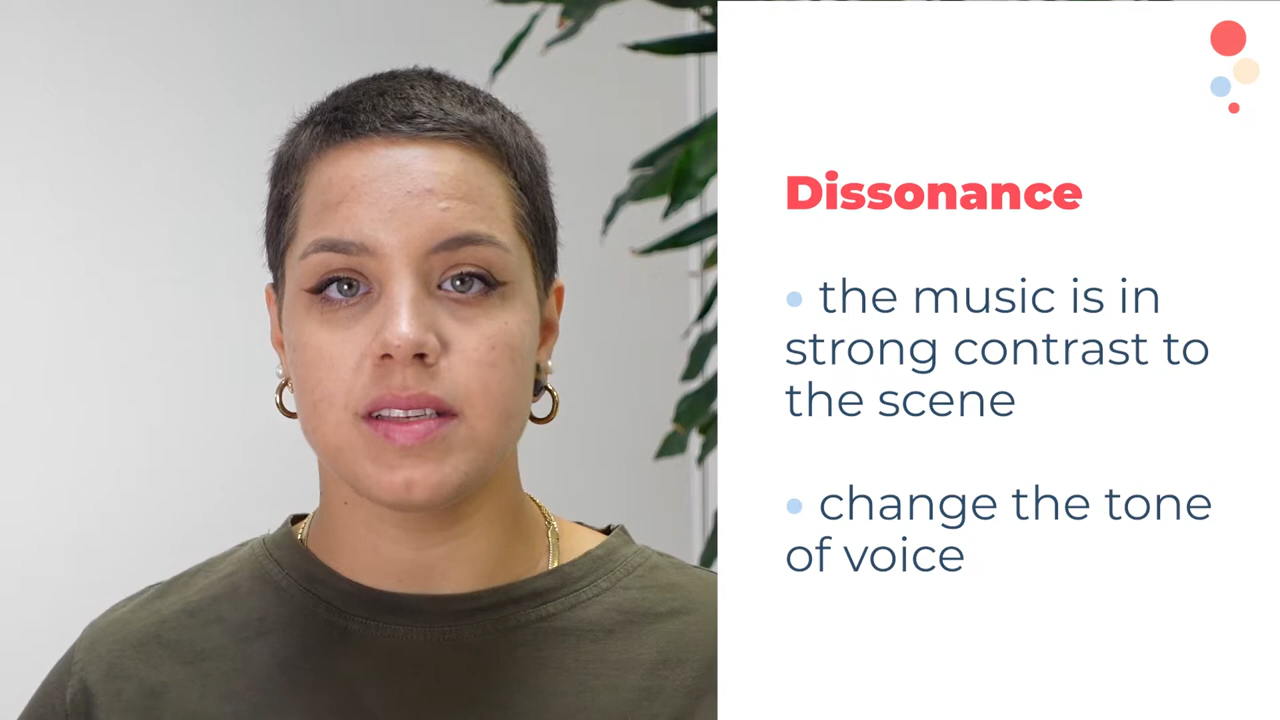 Dissonance
• the music is in
strong contrast to
the scene
• change the tone
of voice